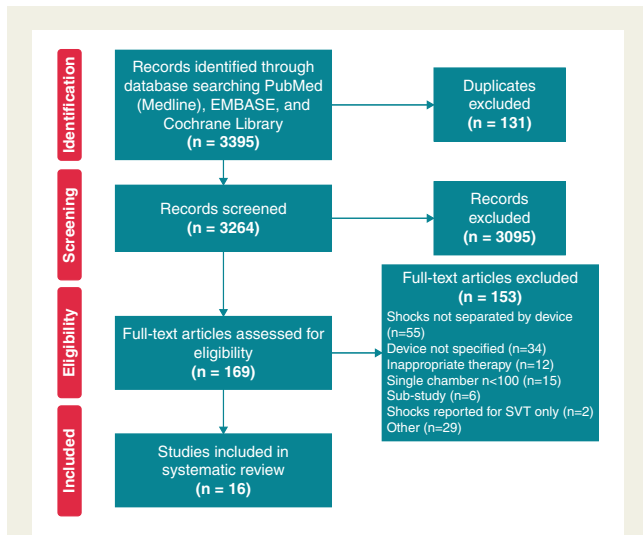 Identification
Records identified through
database searching PubMed
(Medline), EMBASE, and
Cochrane Library
(n = 3395)
Duplicates
excluded
(n = 131)
Screening
Records screened
(n = 3264)
Records
excluded
(n = 3095)
Eligibility
Full-text articles assessed for
eligibility
(n = 169)
Full-text articles excluded
(n = 153)
Shocks not separated by device
(n=55)
Device not specified (n=34)
Inappropriate therapy (n=12)
Single chamber n<100 (n=15)
Sub-study (n=6)
Shocks reported for SVT only (n=2)
Other (n=29)
Included
Studies included in
systematic review
(n = 16)